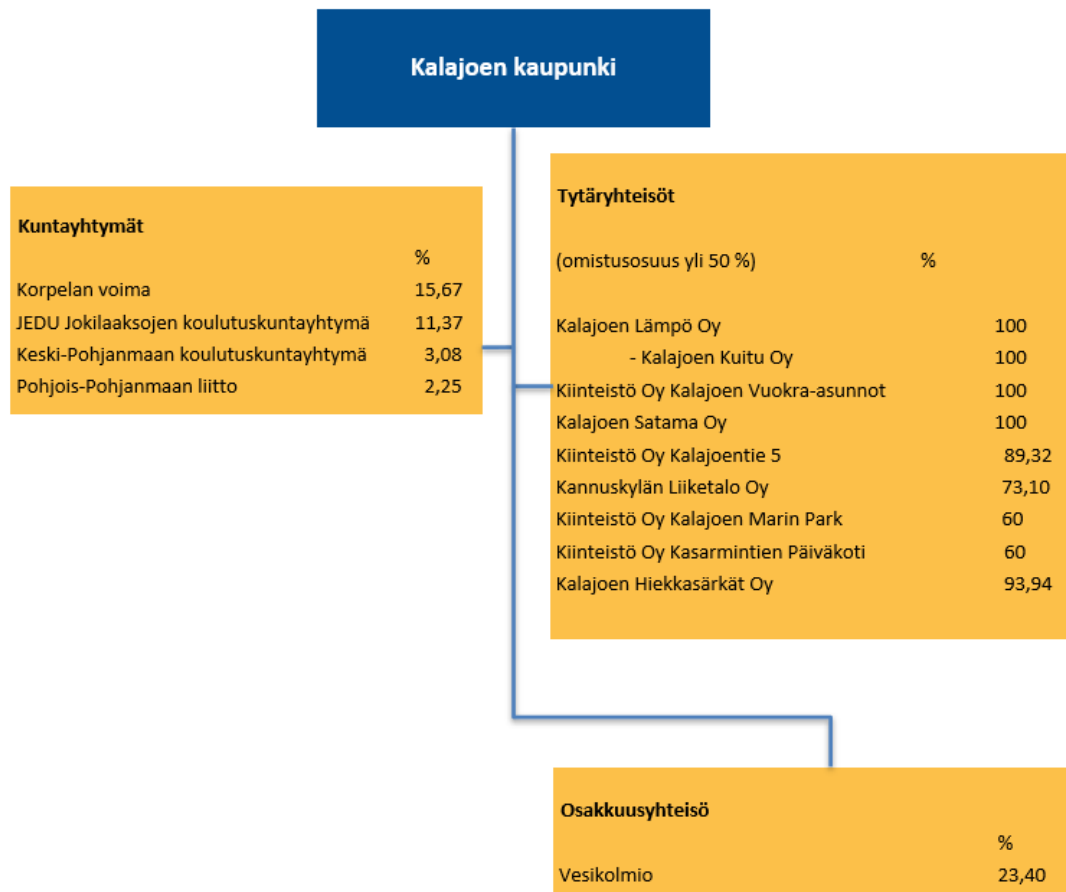 Kalajoen kaupunki
Kuntayhtymät
%
Korpelan voima 15,67
JEDU Jokilaaksojen koulutuskuntayhtymä 11,37
Keski-Pohjanmaan koulutuskuntayhtymä 3,08
Pohjois-Pohjanmaan liitto 2,25
Tytäryhteisöt
(omistusosuus yli 50 %) %
Kalajoen Lämpö Oy 100
- Kalajoen Kuitu Oy 100
Kiinteistö Oy Kalajoen Vuokra-asunnot 100
Kalajoen Satama Oy 100
Kiinteistö Oy Kalajoentie 5 89,32
Kannuskylän Liiketalo Oy 73,10
Kiinteistö Oy Kalajoen Marin Park 60
Kiinteistö Oy Kasarmintien Päiväkoti 60
Kalajoen Hiekkasärkät Oy 93,94
Osakkuusyhteisö
%
Vesikolmio 23,40